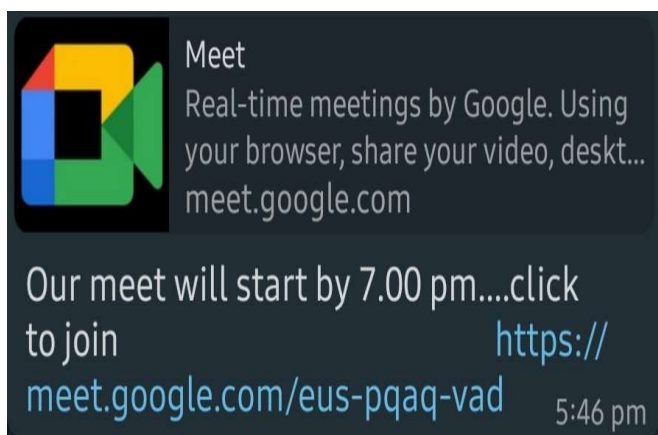 Meet
Real-time meetings by Google. Using
your browser, share your video, deskt...
meet.google.com
Our meet will start by 7.00 pm....click
to join https://
meet.google.com/eus-pqaq-vad
5:46 pm